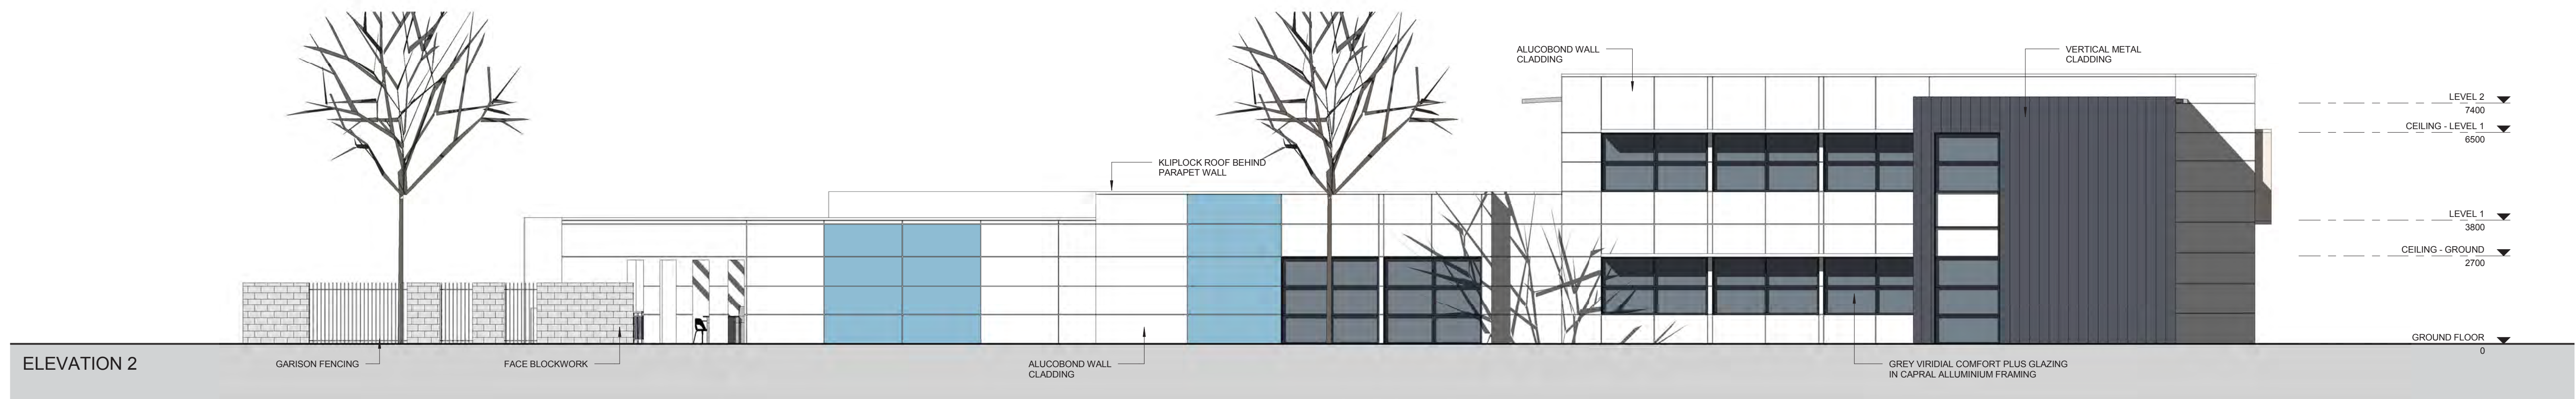 ALUCOBOND WALL
CLADDING
VERTICAL METAL
CLADDING
LEVEL 2
7400
CEILING - LEVEL 1
6500
KLIPLOCK ROOF BEHIND
PARAPET WALL
LEVEL 1
3800
CEILING - GROUND
2700
GROUND FLOOR
0
ELEVATION 2
GARISON FENCING
FACE BLOCKWORK
ALUCOBOND WALL
CLADDING
GREY VIRIDIAL COMFORT PLUS GLAZING
IN CAPRAL ALLUMINIUM FRAMING